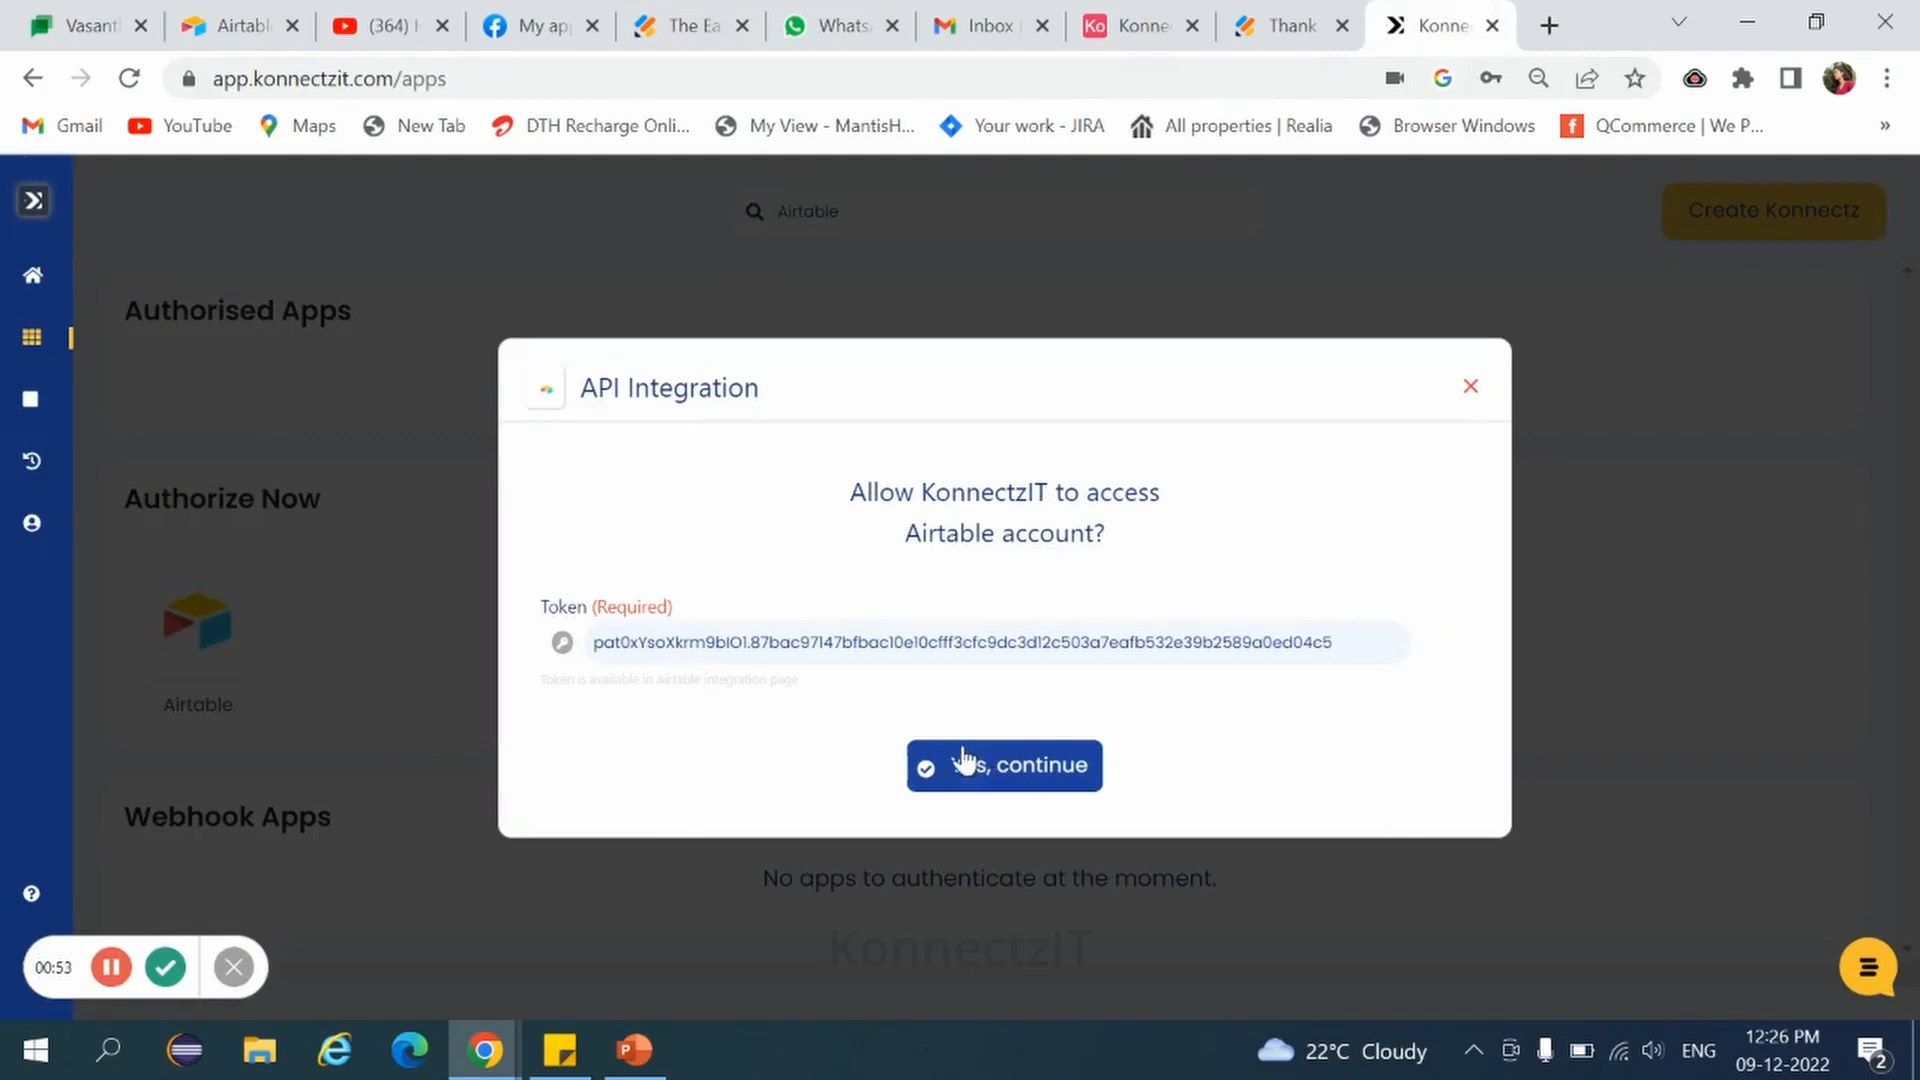 Vasant
Airtabl
(364)
My ap
The Ea
Whats
Inbox
Konne
Thank
Konne
app.konnectzit.com/apps
Gmail
YouTube
Maps
New Tab
DTH Recharge Onli...
My View - MantisH...
Your work - JIRA
All properties | Realia
Browser Windows
QCommerce | We P...
»
Airtable
Create Konnectz
Authorised Apps
API Integration
Allow KonnectzIT to access
Airtable account?
Authorize Now
Token (Required)
pat0xYsoXkrm9bIO1.87bac97147bfbac10e10cfff3cfc9dc3d12c503a7eafb532e39b2589a0ed04c5
Token is available in Airtable integration page
Airtable
continue
Webhook Apps
No apps to authenticate at the moment.
KonnectzIT
00:53
22°C Cloudy
ENG
12:26 PM
09-12-2022
2